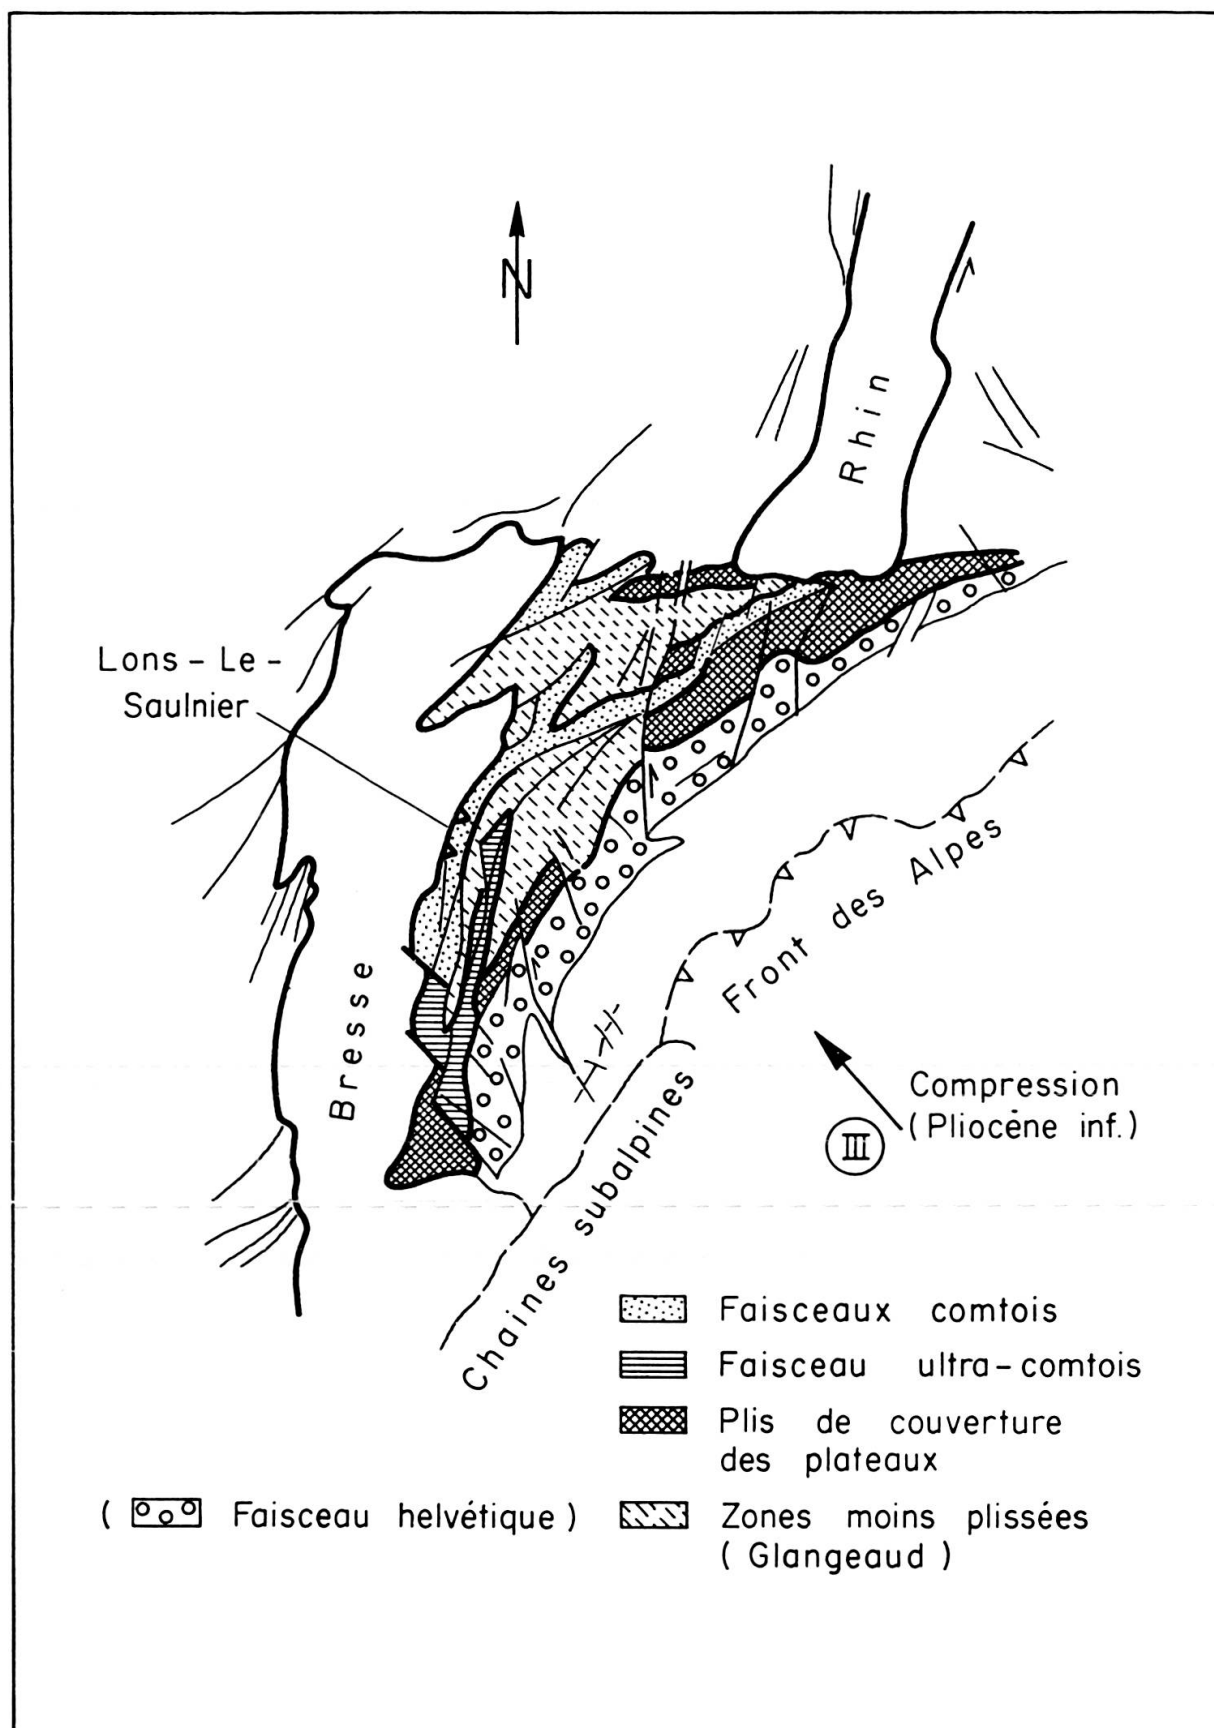 N
Rhin
Lons - Le -
Saulnier
Bresse
Front des Alpes
Compression
(Pliocène inf.)
III
Chaines subalpines
Faisceaux comtois
Faisceau ultra-comtois
Plis de couverture
des plateaux
( Faisceau helvétique )
Zones moins plissées
( Glangeaud )